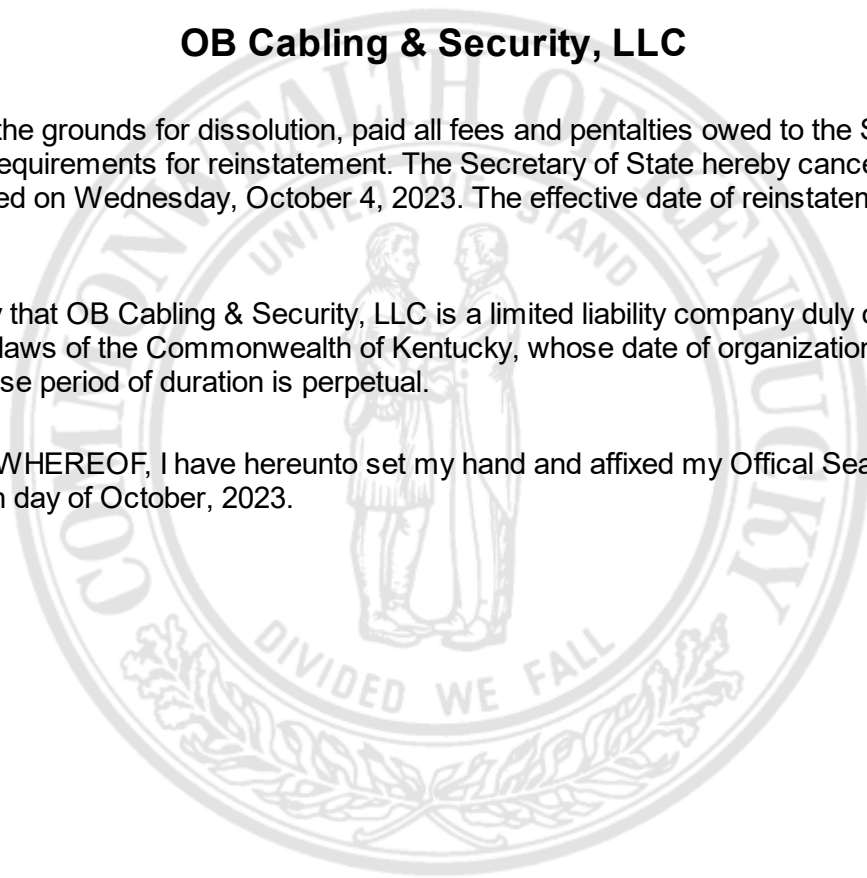 OB Cabling & Security, LLC
the grounds for dissolution, paid all fees and pentalties owed to the S
equirements for reinstatement. The Secretary of State hereby cance
ed on Wednesday, October 4, 2023. The effective date of reinstatem
y that OB Cabling & Security, LLC is a limited liability company duly o
laws of the Commonwealth of Kentucky, whose date of organization
se period of duration is perpetual.
WHEREOF, I have hereunto set my hand and affixed my Offical Sea
h day of October, 2023.
COMMONWEALTH OF KENTUCKY
UNITED WE STAND
DIVIDED WE FALL